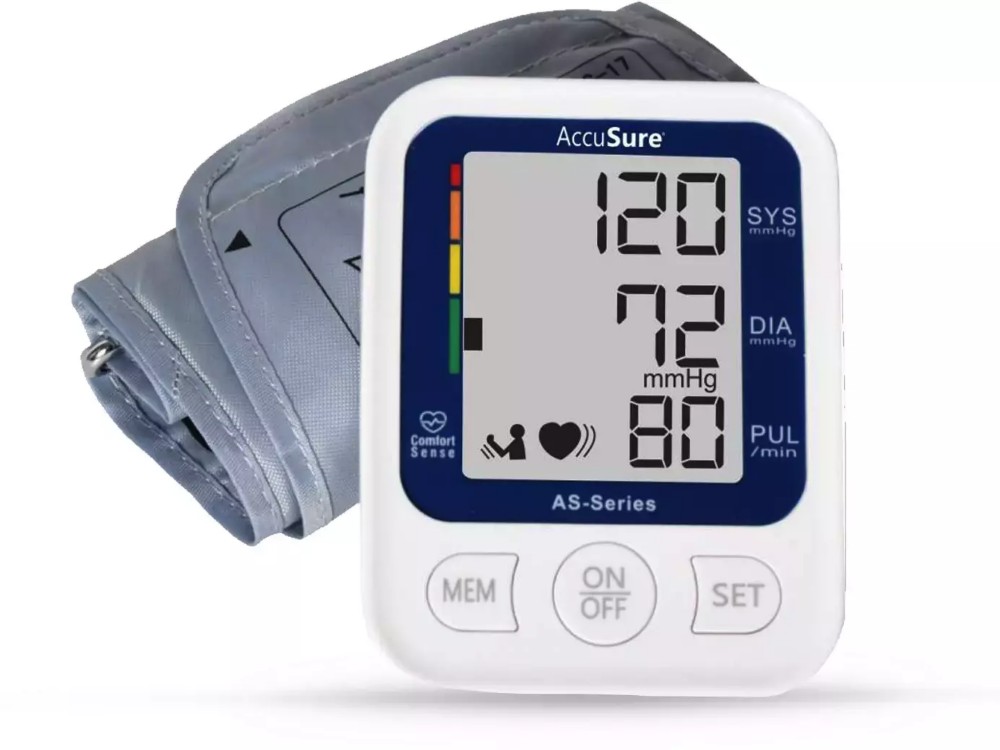 AccuSure
120
SYS
mmHg
72
DIA
mmHg
mmHg
80
PUL
/min
Comfort
Sense
AS-Series
MEM
ON
OFF
SET